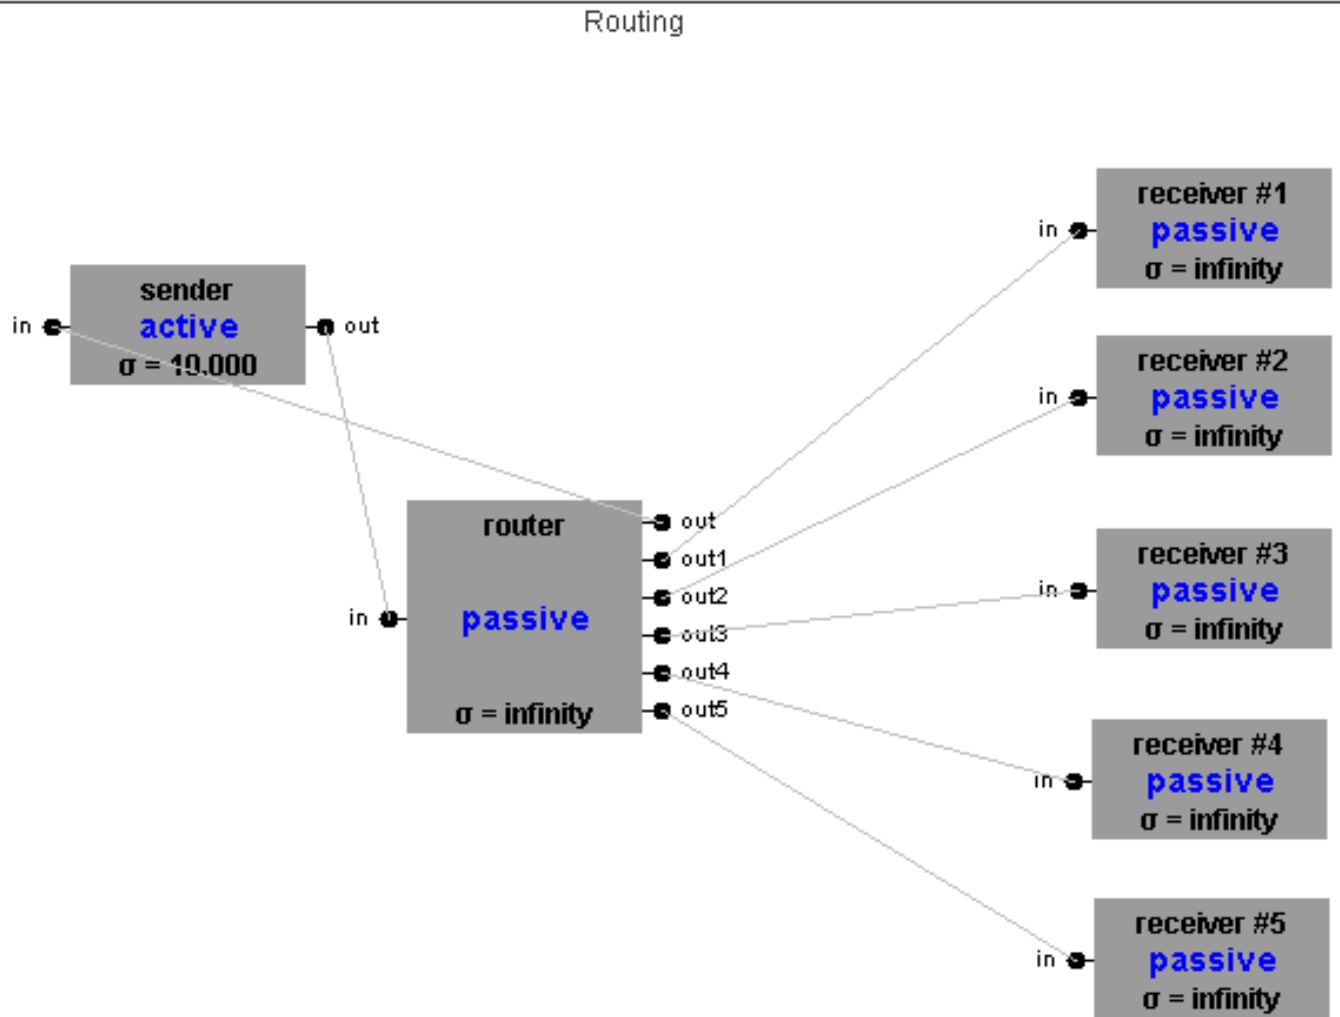 Routing
sender
active
σ = 10.000
in
out
router
passive
σ = infinity
in
out
out1
out2
out3
out4
out5
receiver #1
passive
σ = infinity
in
receiver #2
passive
σ = infinity
in
receiver #3
passive
σ = infinity
in
receiver #4
passive
σ = infinity
in
receiver #5
passive
σ = infinity
in